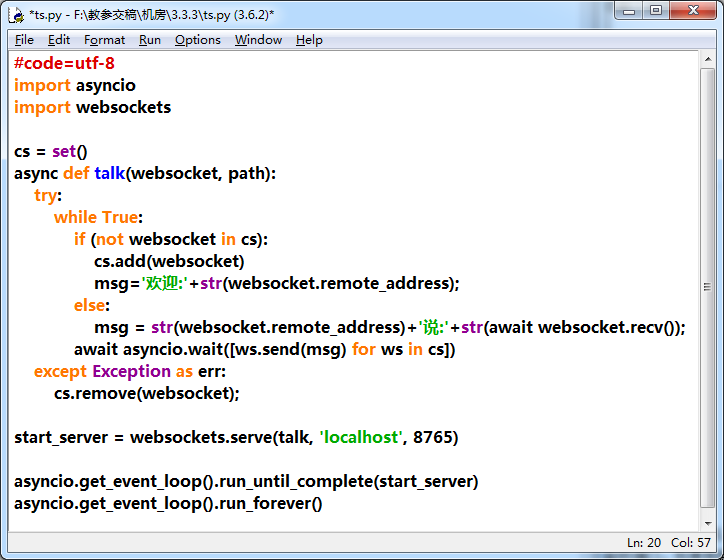 *ts.py - F:\教参交稿\机房\3.3.3\ts.py (3.6.2)*
File Edit Format Run Options Window Help
#code=utf-8
import asyncio
import websockets
cs = set()
async def talk(websocket, path):
    try:
        while True:
            if (not websocket in cs):
                cs.add(websocket)
                msg='欢迎:'+str(websocket.remote_address);
            else:
                msg = str(websocket.remote_address)+'说:'+str(await websocket.recv());
            await asyncio.wait([ws.send(msg) for ws in cs])
    except Exception as err:
        cs.remove(websocket);
start_server = websockets.serve(talk, 'localhost', 8765)
asyncio.get_event_loop().run_until_complete(start_server)
asyncio.get_event_loop().run_forever()
Ln: 20 Col: 57